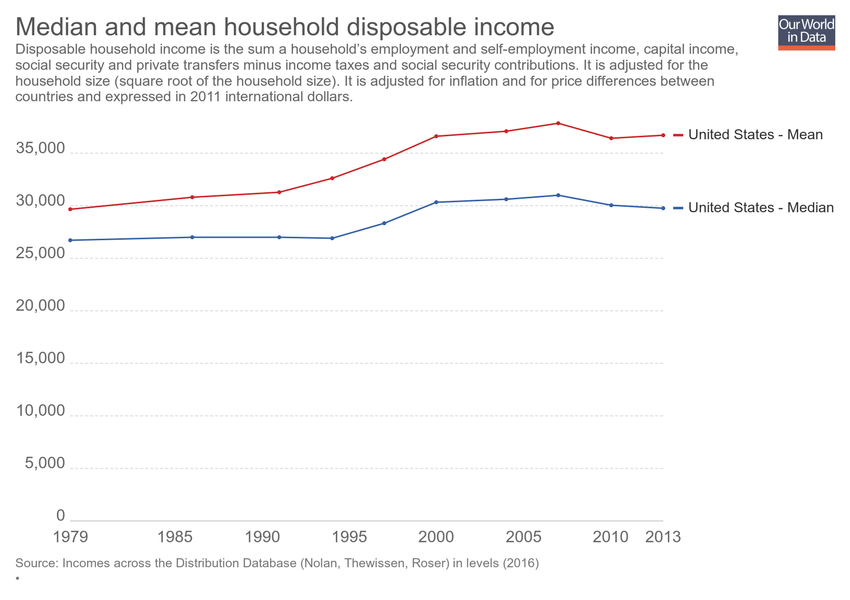 Median and mean household disposable income
Our World
in Data
Disposable household income is the sum a household's employment and self-employment income, capital income,
social security and private transfers minus income taxes and social security contributions. It is adjusted for the
household size (square root of the household size). It is adjusted for inflation and for price differences between
countries and expressed in 2011 international dollars.
United States - Mean
35,000
30,000
United States - Median
25,000
20,000
15,000
10,000
5,000
0
1979 1985 1990 1995 2000 2005 2010 2013
Source: Incomes across the Distribution Database (Nolan, Thewissen, Roser) in levels (2016)
•